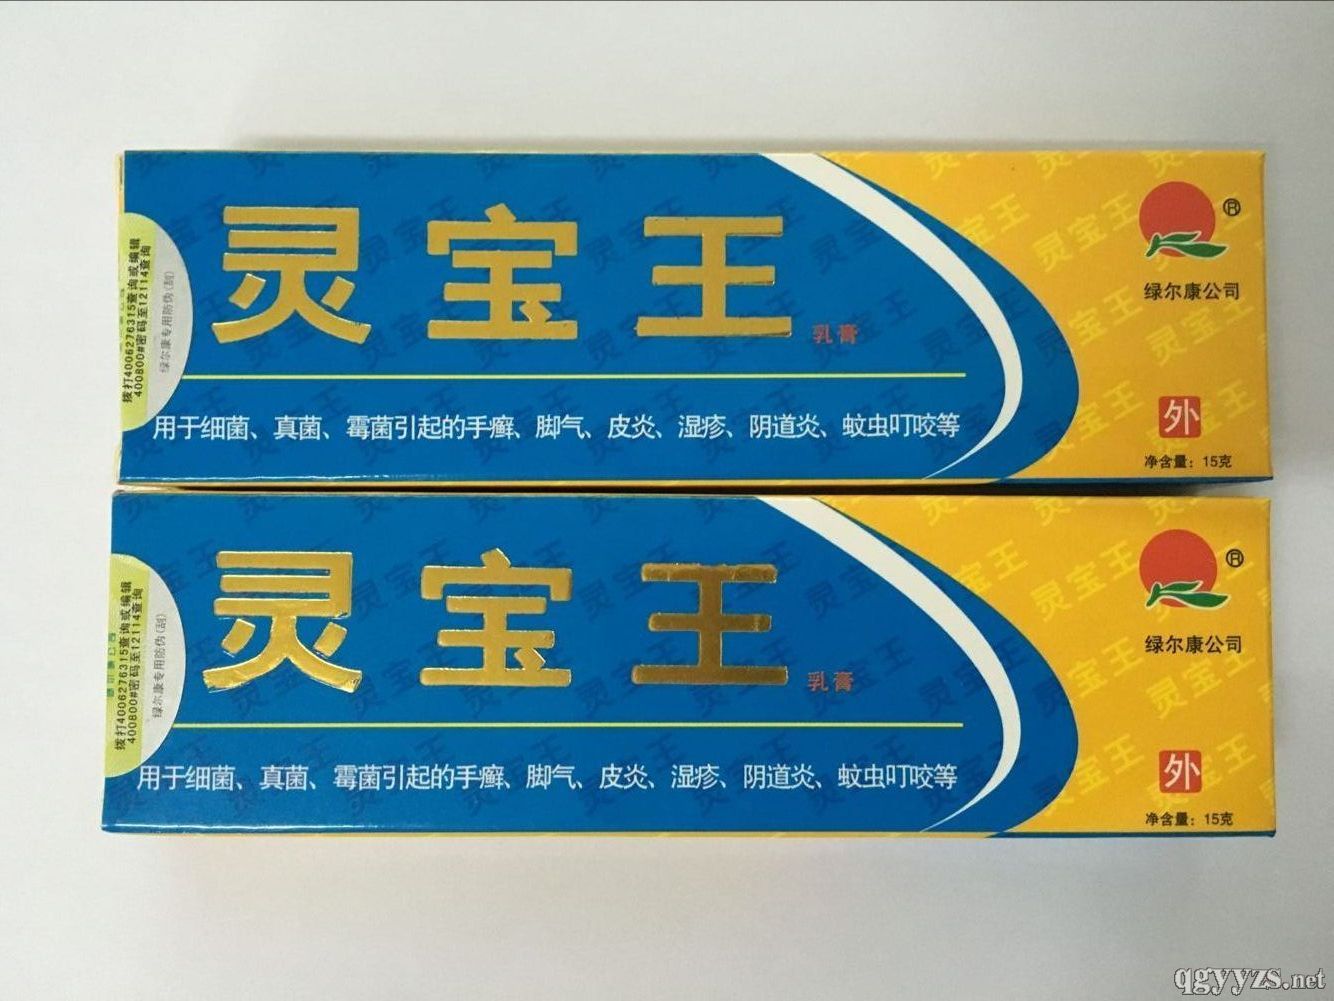 灵宝王
乳膏
用于细菌、真菌、霉菌引起的手癣、脚气、皮炎、湿疹、阴道炎、蚊虫叮咬等
拨打4006276315查询或编辑
400800#密码至12114查询
绿尔康专用防伪(刮)
®
绿尔康公司
外
净含量：15克
灵宝王
乳膏
用于细菌、真菌、霉菌引起的手癣、脚气、皮炎、湿疹、阴道炎、蚊虫叮咬等
拨打4006276315查询或编辑
400800#密码至12114查询
绿尔康专用防伪(刮)
®
绿尔康公司
外
净含量：15克
qgyyzs.net